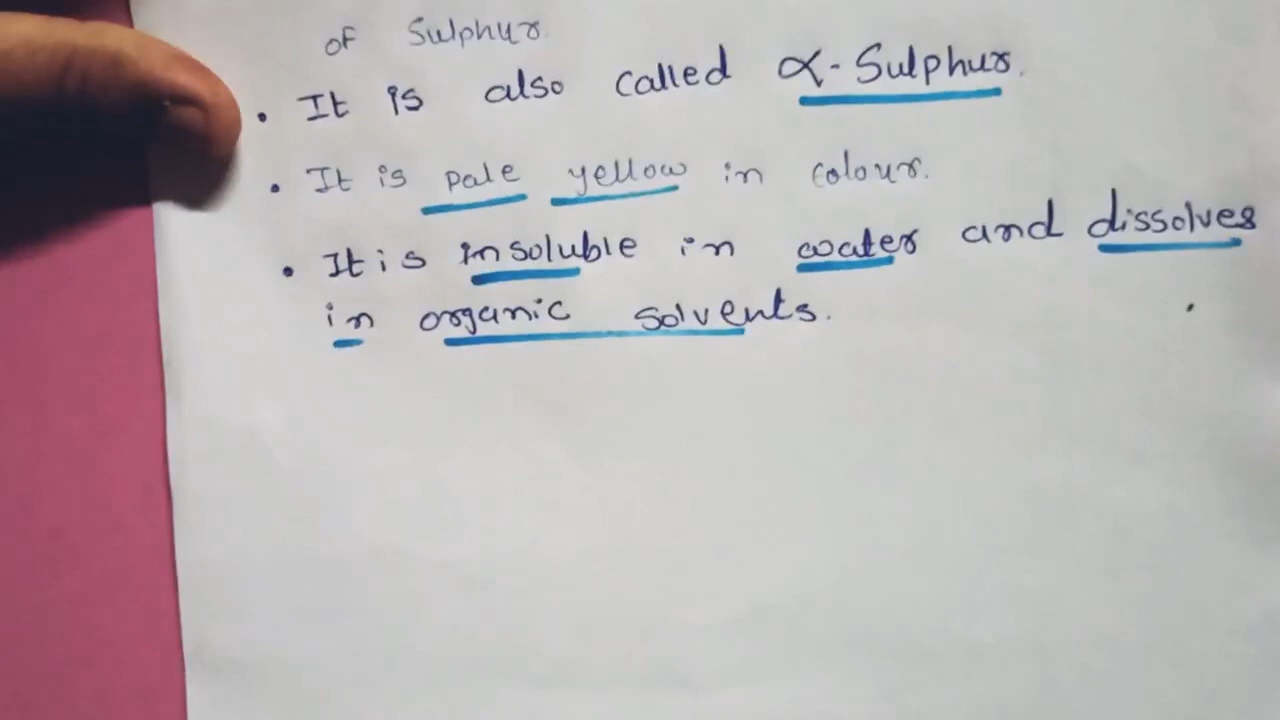 of Sulphur
• It is also called α-Sulphur.
• It is pale yellow in colour.
• It is insoluble in water and dissolves
in organic solvents.